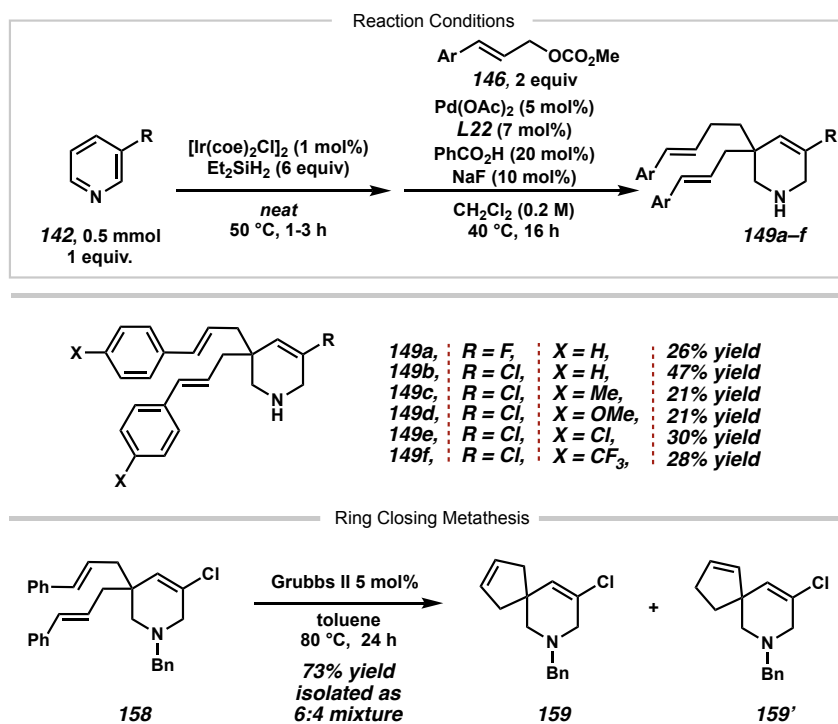 Reaction Conditions
Ar
OCO₂Me
146, 2 equiv
Pd(OAc)₂ (5 mol%)
L22 (7 mol%)
PhCO₂H (20 mol%)
NaF (10 mol%)
CH₂Cl₂ (0.2 M)
40 °C, 16 h
R
N
142, 0.5 mmol
1 equiv.
[Ir(coe)₂Cl]₂ (1 mol%)
Et₂SiH₂ (6 equiv)
neat
50 °C, 1-3 h
R
Ar
Ar
N
H
149a–f
X
R
N
H
X
149a, R = F, X = H, 26% yield
149b, R = Cl, X = H, 47% yield
149c, R = Cl, X = Me, 21% yield
149d, R = Cl, X = OMe, 21% yield
149e, R = Cl, X = Cl, 30% yield
149f, R = Cl, X = CF₃, 28% yield
Ring Closing Metathesis
Ph
Cl
Ph
N
Bn
158
Grubbs II 5 mol%
toluene
80 °C, 24 h
73% yield
isolated as
6:4 mixture
Cl
N
Bn
159
+
Cl
N
Bn
159'